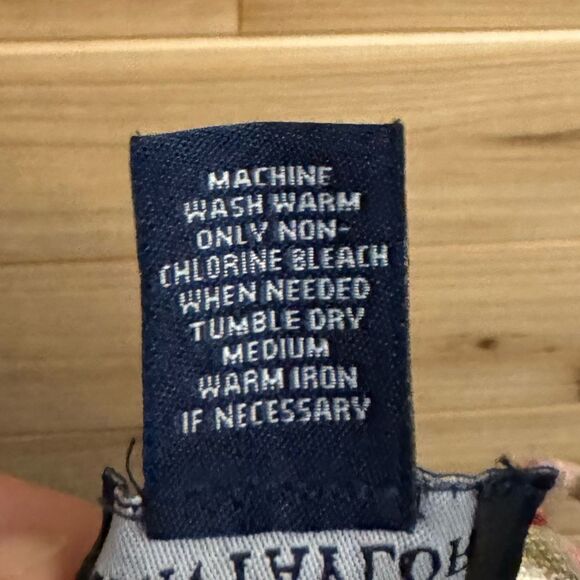 MACHINE
WASH WARM
ONLY NON-
CHLORINE BLEACH
WHEN NEEDED
TUMBLE DRY
MEDIUM
WARM IRON
IF NECESSARY